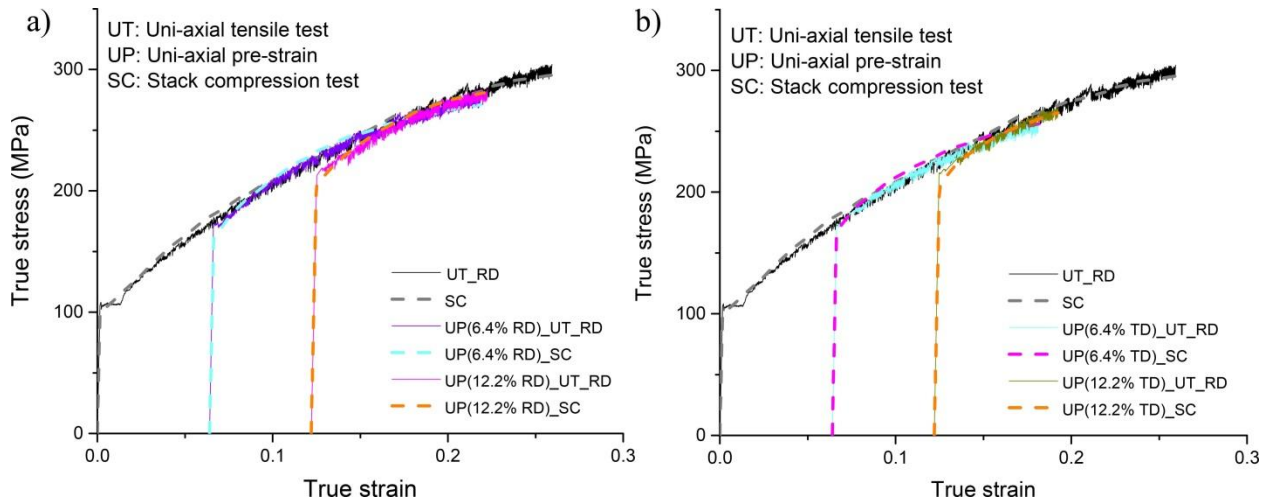 a)
UT: Uni-axial tensile test
UP: Uni-axial pre-strain
SC: Stack compression test
300
200
100
0
True stress (MPa)
UT_RD
SC
UP(6.4% RD)_UT_RD
UP(6.4% RD)_SC
UP(12.2% RD)_UT_RD
UP(12.2% RD)_SC
0.0
0.1
0.2
0.3
True strain
b)
UT: Uni-axial tensile test
UP: Uni-axial pre-strain
SC: Stack compression test
300
200
100
0
True stress (MPa)
UT_RD
SC
UP(6.4% TD)_UT_RD
UP(6.4% TD)_SC
UP(12.2% TD)_UT_RD
UP(12.2% TD)_SC
0.0
0.1
0.2
0.3
True strain